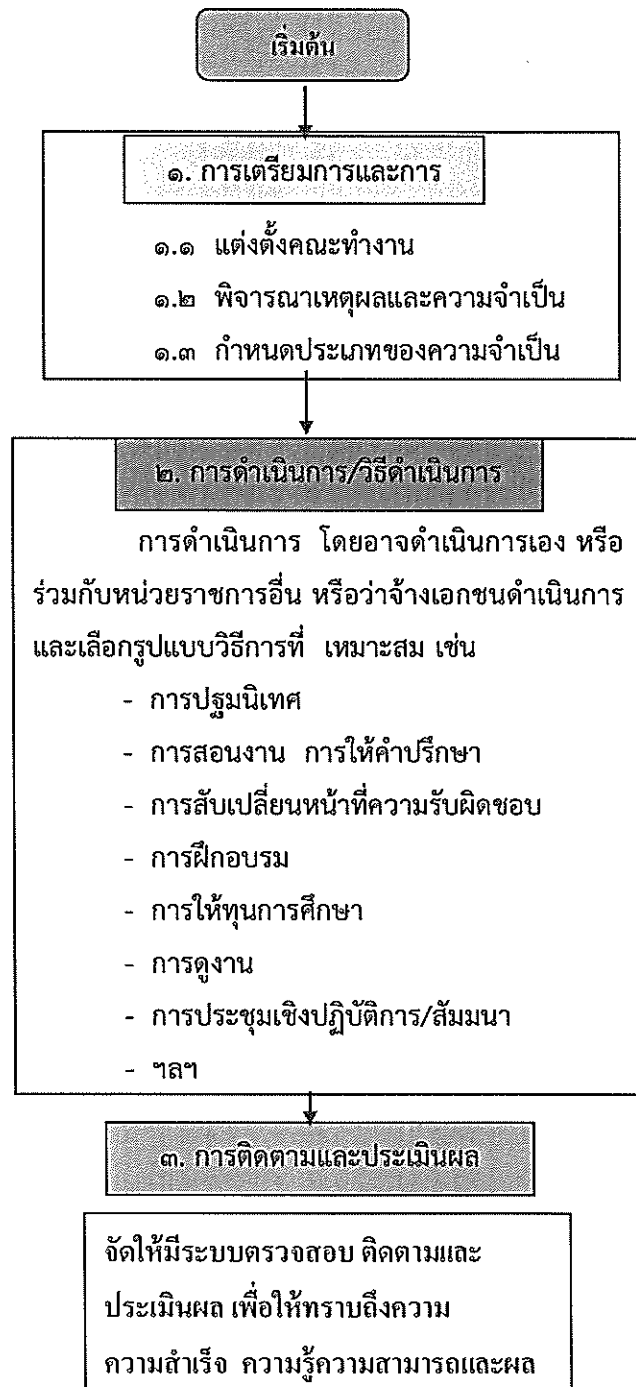 เริ่มต้น
๑. การเตรียมการและการ
๑.๑ แต่งตั้งคณะทำงาน
๑.๒ พิจารณาเหตุผลและความจำเป็น
๑.๓ กำหนดประเภทของความจำเป็น
๒. การดำเนินการ/วิธีดำเนินการ
การดำเนินการ โดยอาจดำเนินการเอง หรือ
ร่วมกับหน่วยราชการอื่น หรือว่าจ้างเอกชนดำเนินการ
และเลือกรูปแบบวิธีการที่ เหมาะสม เช่น
- การปฐมนิเทศ
- การสอนงาน การให้คำปรึกษา
- การสับเปลี่ยนหน้าที่ความรับผิดชอบ
- การฝึกอบรม
- การให้ทุนการศึกษา
- การดูงาน
- การประชุมเชิงปฏิบัติการ/สัมมนา
- ฯลฯ
๓. การติดตามและประเมินผล
จัดให้มีระบบตรวจสอบ ติดตามและ
ประเมินผล เพื่อให้ทราบถึงความ
ความสำเร็จ ความรู้ความสามารถและผล